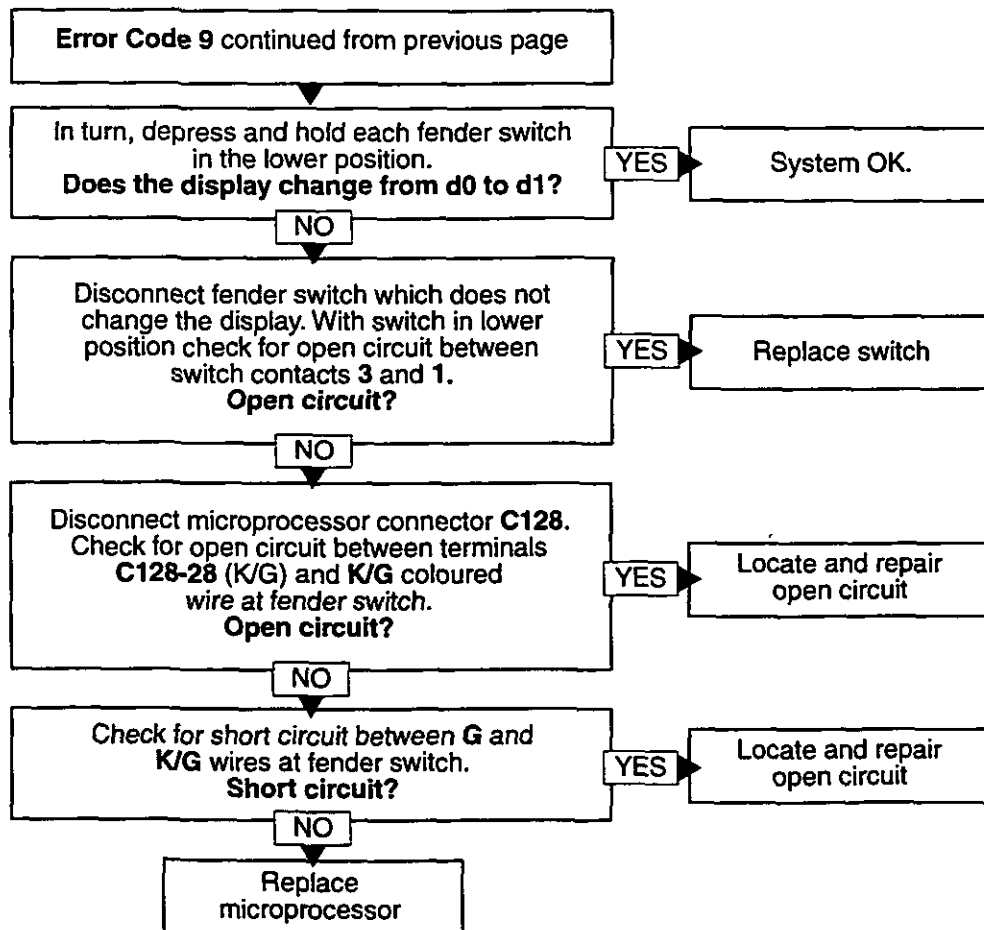 Error Code 9 continued from previous page
In turn, depress and hold each fender switch
in the lower position.
Does the display change from d0 to d1?
YES
System OK.
NO
Disconnect fender switch which does not
change the display. With switch in lower
position check for open circuit between
switch contacts 3 and 1.
Open circuit?
YES
Replace switch
NO
Disconnect microprocessor connector C128.
Check for open circuit between terminals
C128-28 (K/G) and K/G coloured
wire at fender switch.
Open circuit?
YES
Locate and repair
open circuit
NO
Check for short circuit between G and
K/G wires at fender switch.
Short circuit?
YES
Locate and repair
open circuit
NO
Replace
microprocessor